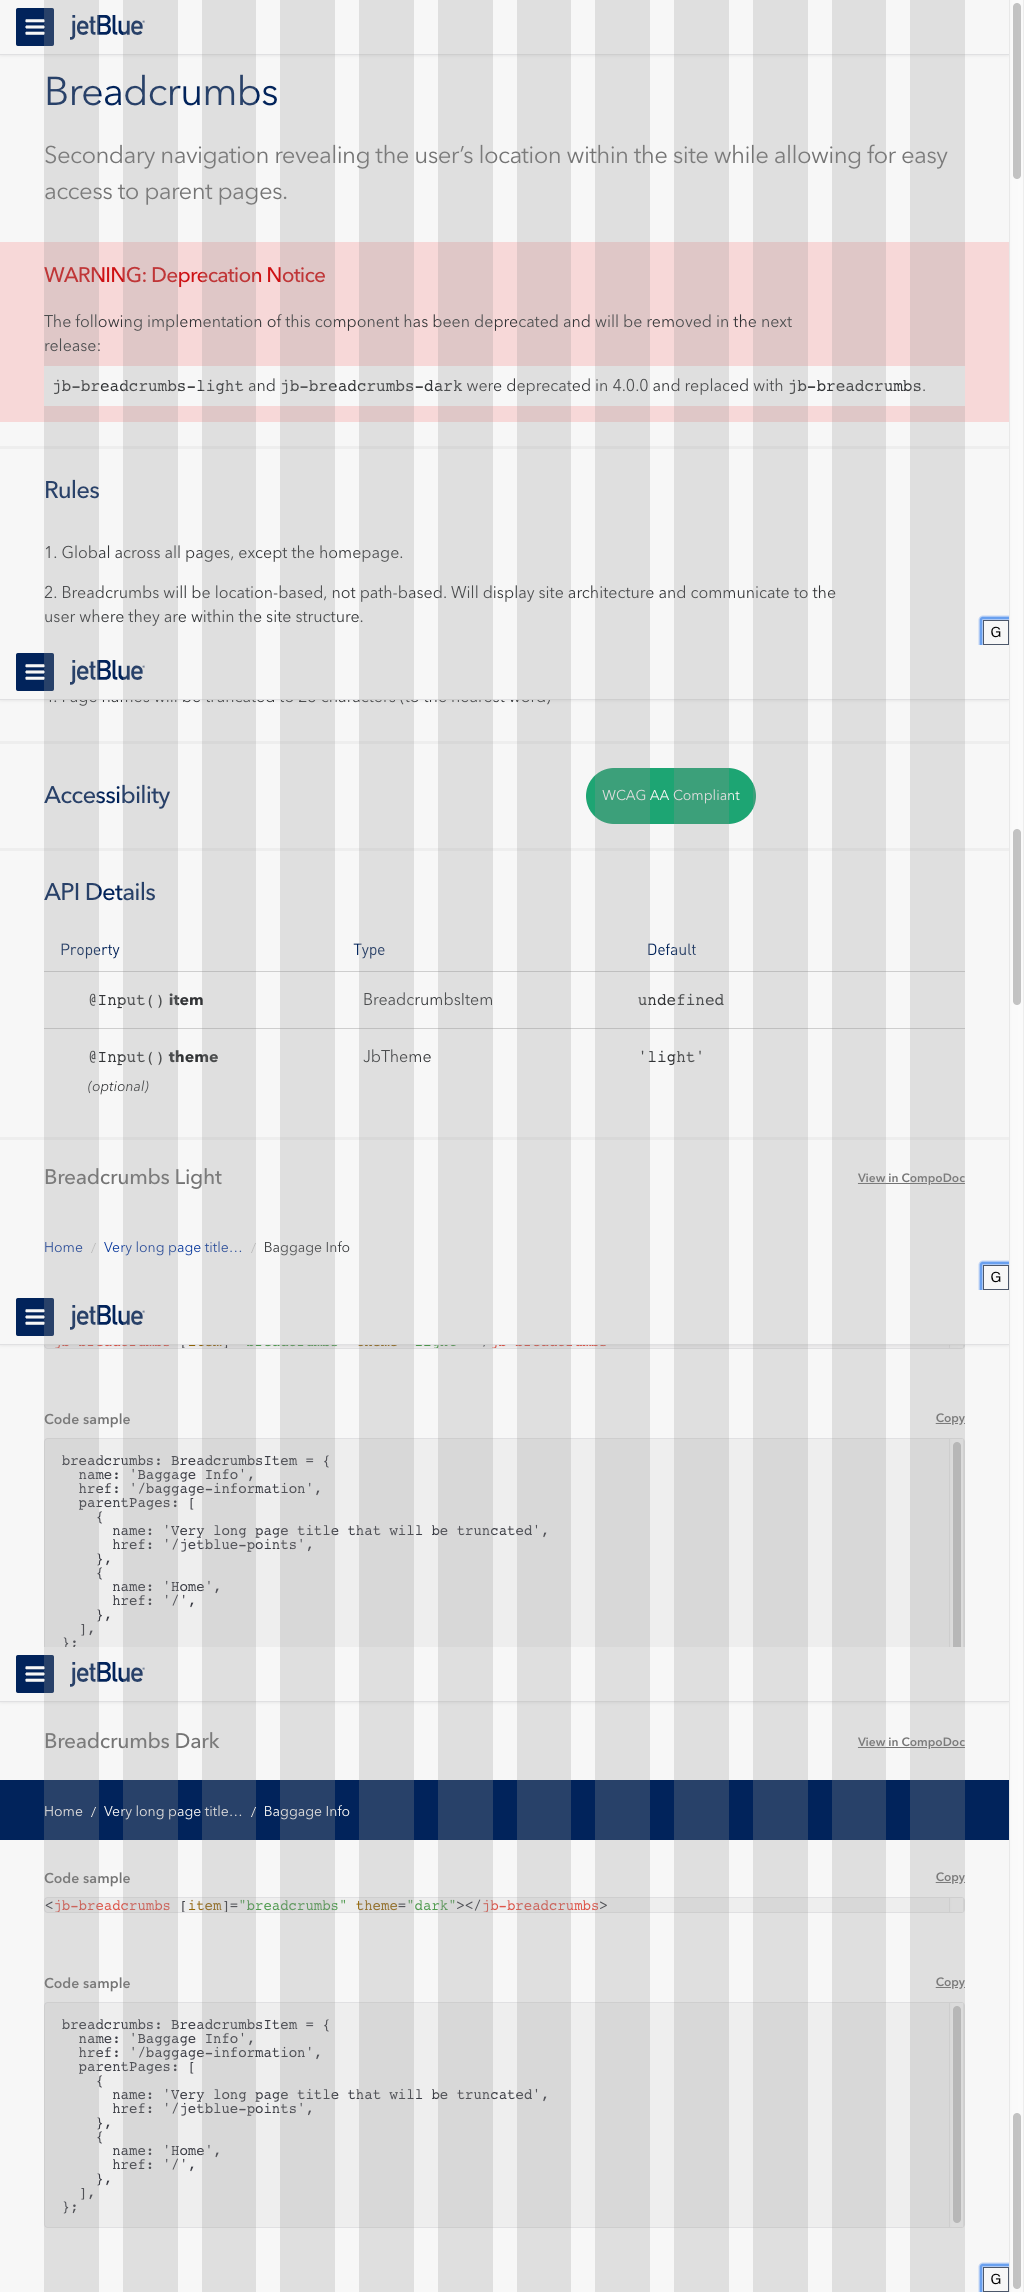 jetBlue
Breadcrumbs
Secondary navigation revealing the user’s location within the site while allowing for easy
access to parent pages.
WARNING: Deprecation Notice
The following implementation of this component has been deprecated and will be removed in the next
release:
jb-breadcrumbs-light and jb-breadcrumbs-dark were deprecated in 4.0.0 and replaced with jb-breadcrumbs.
Rules
1. Global across all pages, except the homepage.
2. Breadcrumbs will be location-based, not path-based. Will display site architecture and communicate to the
user where they are within the site structure.
G
jetBlue
Accessibility
WCAG AA Compliant
API Details
Property Type Default
@Input() item BreadcrumbsItem undefined
@Input() theme JbTheme 'light'
(optional)
Breadcrumbs Light View in CompoDoc
Home / Very long page title... / Baggage Info
G
jetBlue
Code sample Copy
breadcrumbs: BreadcrumbsItem = {
name: 'Baggage Info',
href: '/baggage-information',
parentPages: [
{
name: 'Very long page title that will be truncated',
href: '/jetblue-points',
},
{
name: 'Home',
href: '/',
},
],
};
jetBlue
Breadcrumbs Dark View in CompoDoc
Home / Very long page title... / Baggage Info
Code sample Copy
<jb-breadcrumbs [item]="breadcrumbs" theme="dark"></jb-breadcrumbs>
Code sample Copy
breadcrumbs: BreadcrumbsItem = {
name: 'Baggage Info',
href: '/baggage-information',
parentPages: [
{
name: 'Very long page title that will be truncated',
href: '/jetblue-points',
},
{
name: 'Home',
href: '/',
},
],
};
G